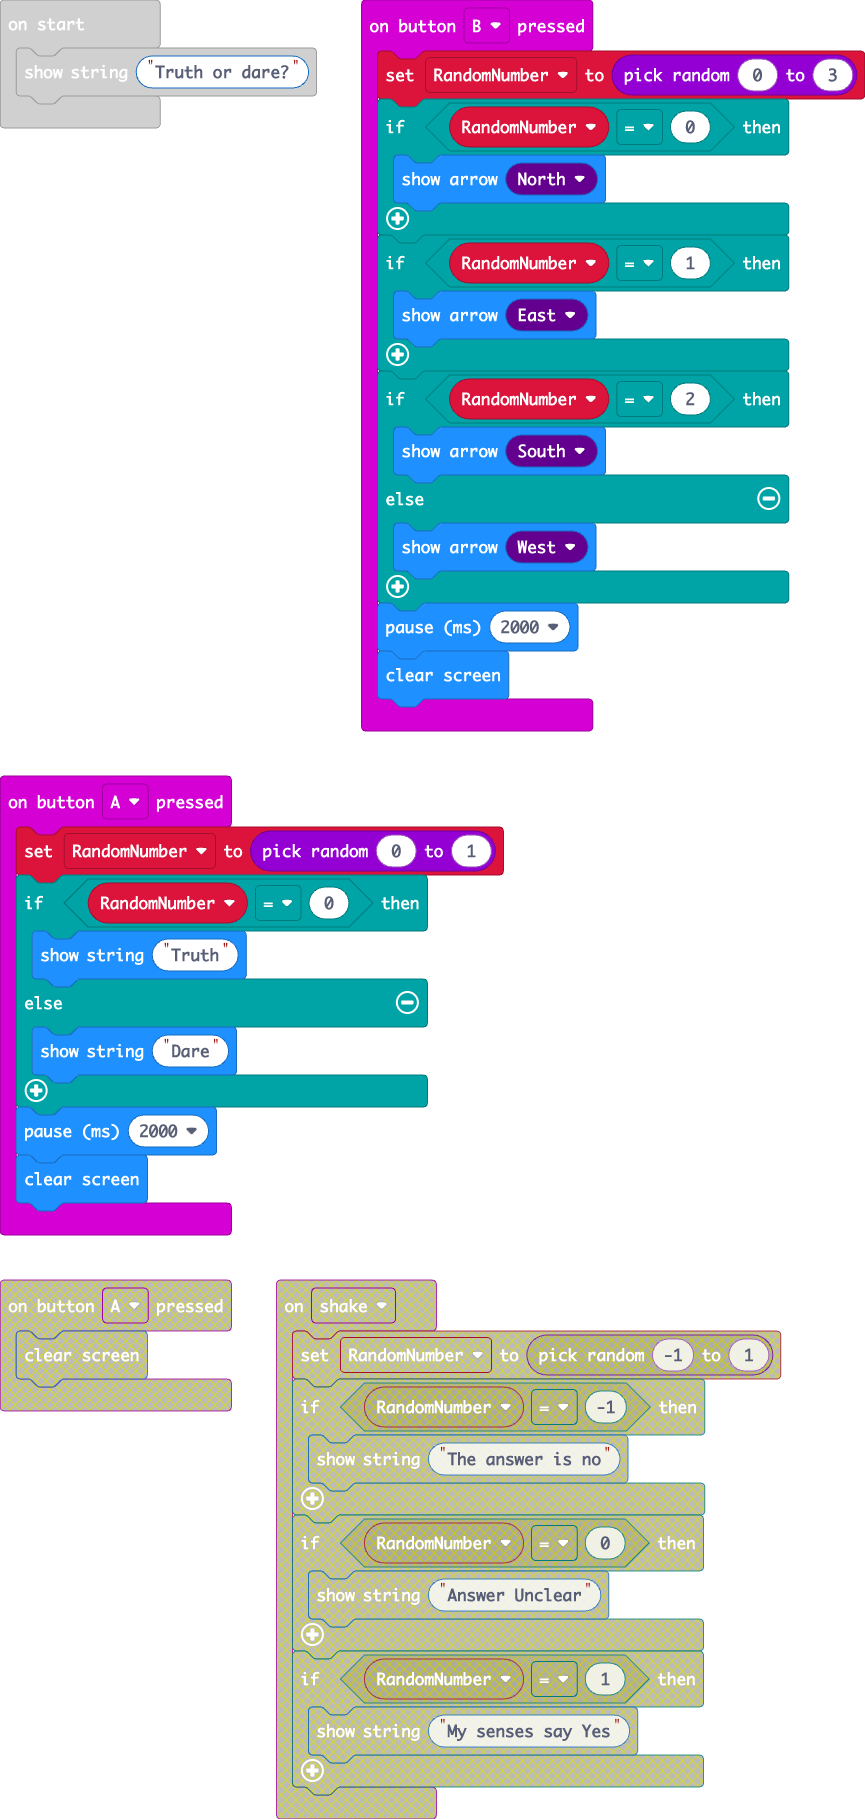 on start
show string "Truth or dare?"
on button B pressed
set RandomNumber to pick random 0 to 3
if RandomNumber = 0 then
show arrow North
if RandomNumber = 1 then
show arrow East
if RandomNumber = 2 then
show arrow South
else
show arrow West
pause (ms) 2000
clear screen
on button A pressed
set RandomNumber to pick random 0 to 1
if RandomNumber = 0 then
show string "Truth"
else
show string "Dare"
pause (ms) 2000
clear screen
on button A pressed
clear screen
on shake
set RandomNumber to pick random -1 to 1
if RandomNumber = -1 then
show string "The answer is no"
if RandomNumber = 0 then
show string "Answer Unclear"
if RandomNumber = 1 then
show string "My senses say Yes"